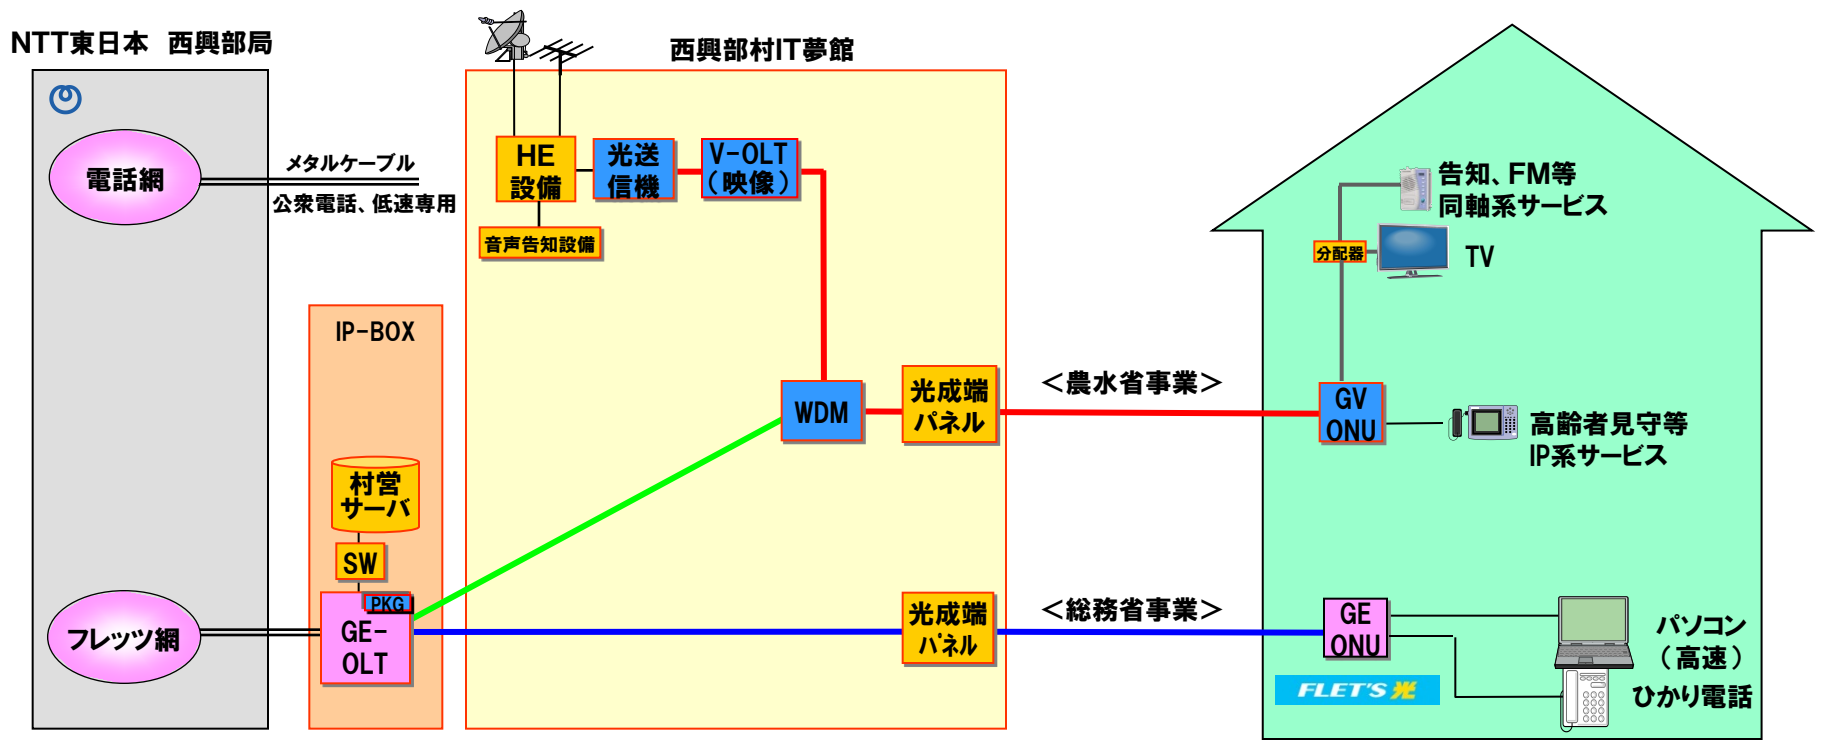 NTT東日本 西興部局
電話網
メタルケーブル
公衆電話、低速専用
フレッツ網
IP-BOX
村営
サーバ
SW
PKG
GE-
OLT
西興部村IT夢館
HE
設備
光送
信機
V-OLT
（映像）
音声告知設備
WDM
光成端
パネル
光成端
パネル
＜農水省事業＞
＜総務省事業＞
告知、FM等
同軸系サービス
分配器
TV
GV
ONU
高齢者見守等
IP系サービス
GE
ONU
FLET'S光
パソコン
（高速）
ひかり電話